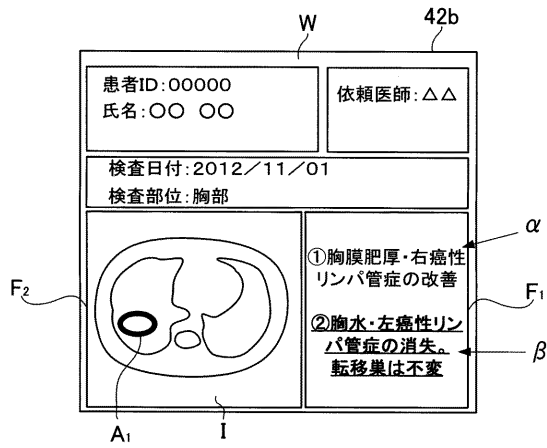 W
42b
患者ID:00000
氏名:○○ ○○
依頼医師:△△
検査日付:2012/11/01
検査部位:胸部
①胸膜肥厚・右癌性
リンパ管症の改善
②胸水・左癌性リン
パ管症の消失。
転移巣は不変
α
β
F2
F1
A1
I